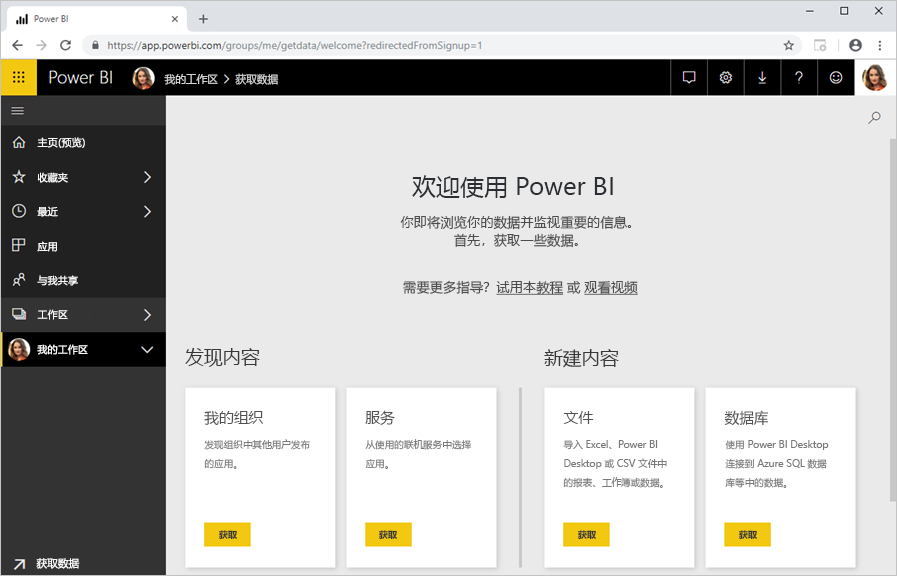 Power BI
https://app.powerbi.com/groups/me/getdata/welcome?redirectedFromSignup=1
Power BI 我的工作区 > 获取数据
主页(预览)
收藏夹
最近
应用
与我共享
工作区
我的工作区
获取数据
欢迎使用 Power BI
你即将浏览你的数据并监视重要的信息。
首先，获取一些数据。
需要更多指导? 试用本教程 或 观看视频
发现内容
我的组织
发现组织中其他用户发布
的应用。
获取
服务
从使用的联机服务中选择
应用。
获取
新建内容
文件
导入 Excel、Power BI
Desktop 或 CSV 文件中
的报表、工作簿或数据。
获取
数据库
使用 Power BI Desktop
连接到 Azure SQL 数据
库等中的数据。
获取